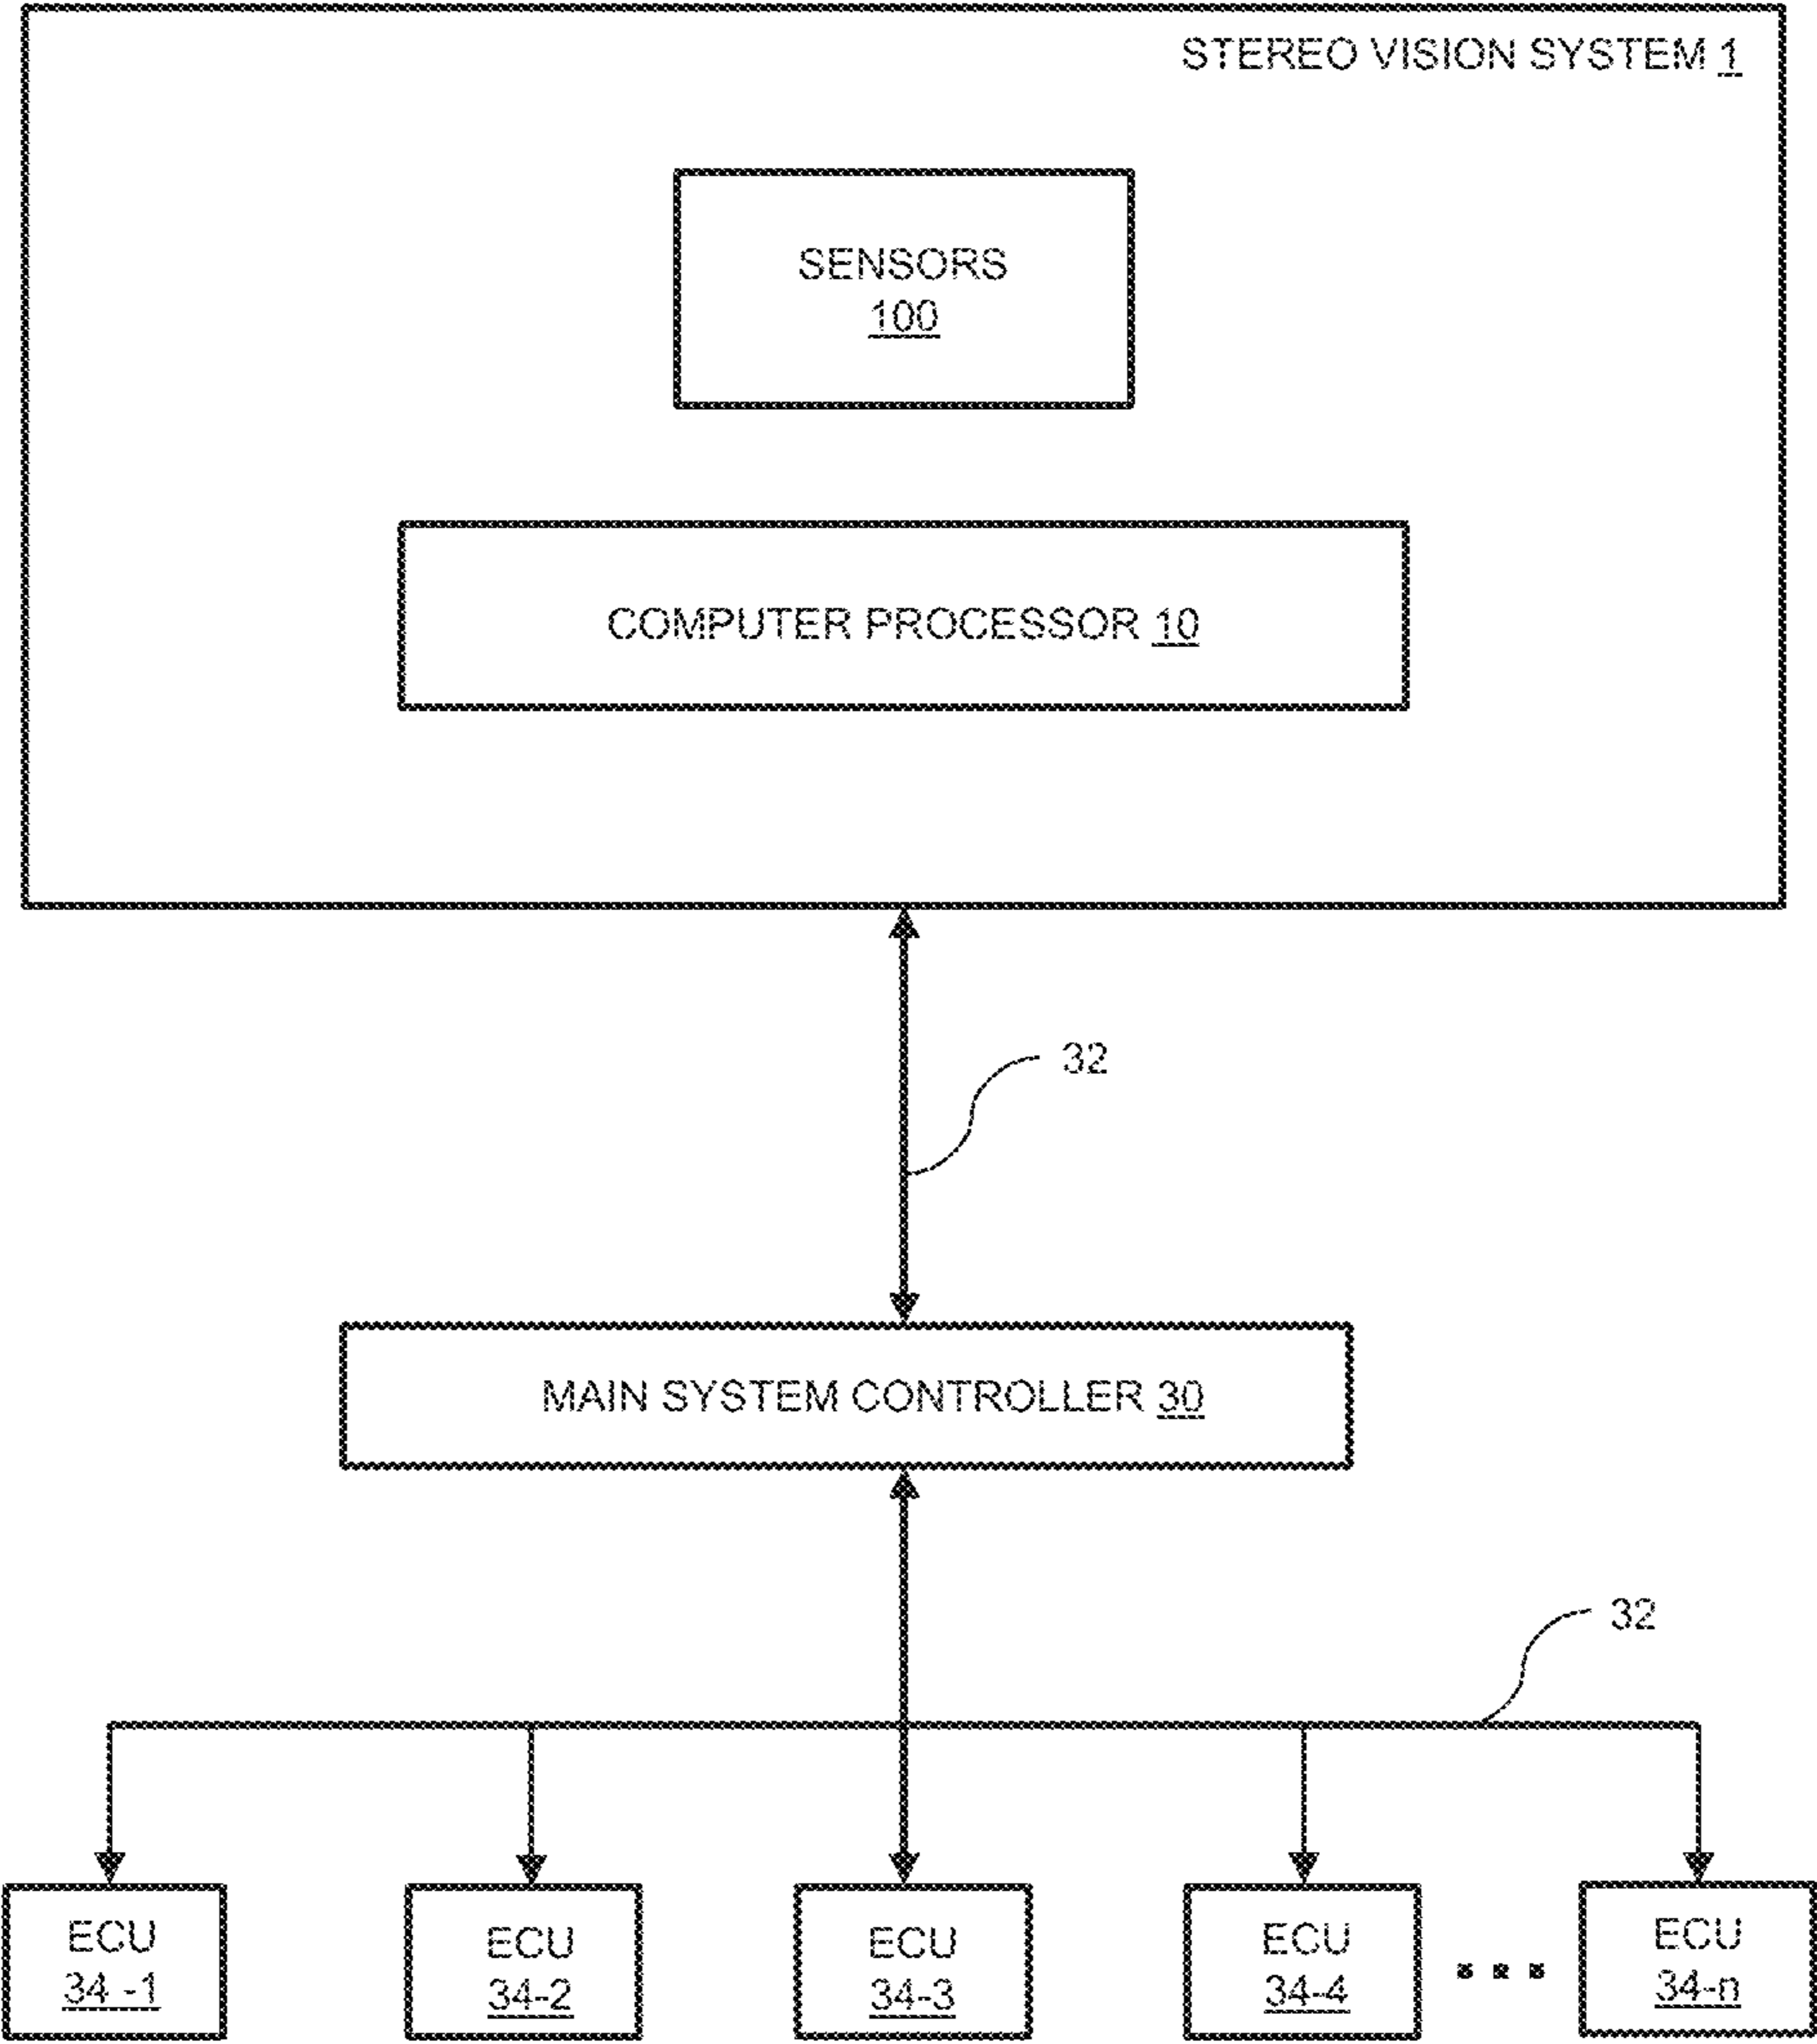 STEREO VISION SYSTEM 1
SENSORS
100
COMPUTER PROCESSOR 10
32
MAIN SYSTEM CONTROLLER 30
32
ECU
34-1
ECU
34-2
ECU
34-3
ECU
34-4
...
ECU
34-n